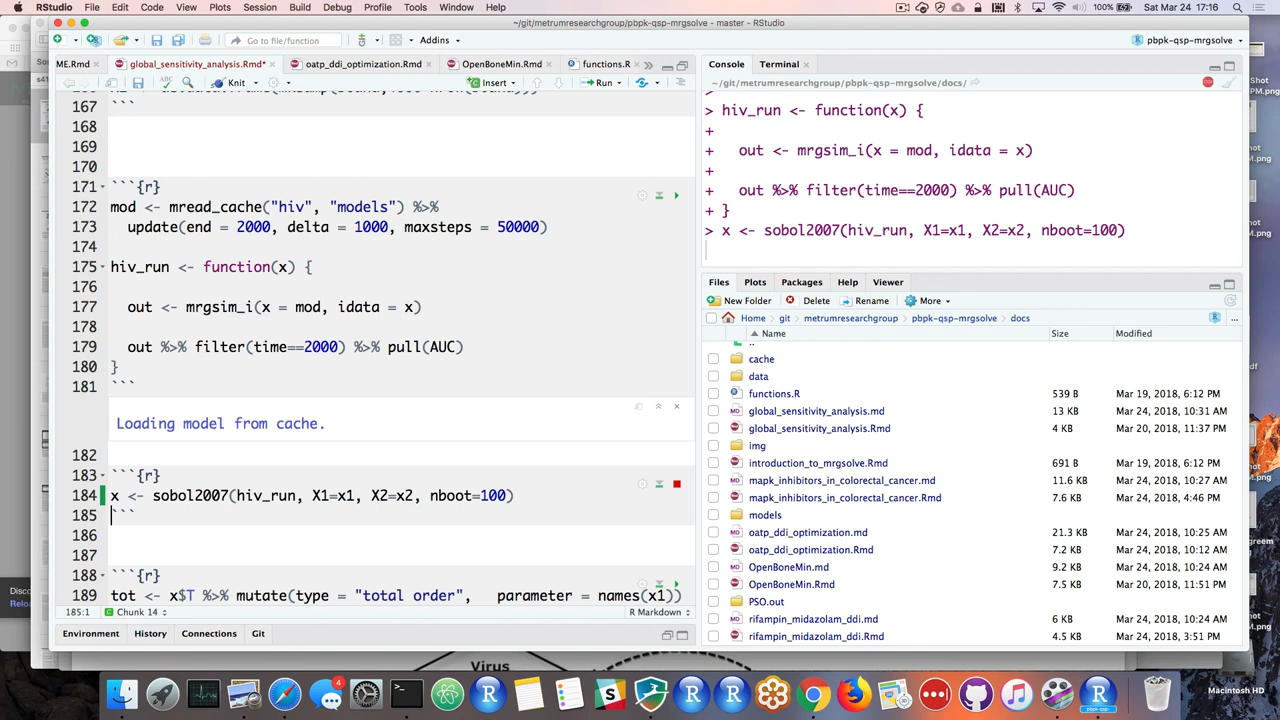 RStudio File Edit Code View Plots Session Build Debug Profile Tools Window Help 100% Sat Mar 24 17:16
~/git/metrumresearchgroup/pbpk-qsp-mrgsolve - master - RStudio
Go to file/function Addins pbpk-qsp-mrgsolve
ME.Rmd global_sensitivity_analysis.Rmd* oatp_ddi_optimization.Rmd OpenBoneMin.Rmd functions.R
Knit Insert Run
167 ```
168
169
170
171 ```{r}
172 mod <- mread_cache("hiv", "models") %>%
173 update(end = 2000, delta = 1000, maxsteps = 50000)
174
175 hiv_run <- function(x) {
176
177 out <- mrgsim_i(x = mod, idata = x)
178
179 out %>% filter(time==2000) %>% pull(AUC)
180 }
181 ```
Loading model from cache.
182
183 ```{r}
184 x <- sobol2007(hiv_run, X1=x1, X2=x2, nboot=100)
185 ```
186
187
188 ```{r}
189 tot <- x$T %>% mutate(type = "total order", parameter = names(x1))
185:1 Chunk 14 R Markdown
Environment History Connections Git
Console Terminal
~/git/metrumresearchgroup/pbpk-qsp-mrgsolve/docs/
>
> hiv_run <- function(x) {
+
+ out <- mrgsim_i(x = mod, idata = x)
+
+ out %>% filter(time==2000) %>% pull(AUC)
+ }
> x <- sobol2007(hiv_run, X1=x1, X2=x2, nboot=100)
Files Plots Packages Help Viewer
New Folder Delete Rename More
Home git metrumresearchgroup pbpk-qsp-mrgsolve docs ...
Name Size Modified
..
cache
data
functions.R 539 B Mar 19, 2018, 6:12 PM
global_sensitivity_analysis.md 13 KB Mar 24, 2018, 10:31 AM
global_sensitivity_analysis.Rmd 4 KB Mar 20, 2018, 11:37 PM
img
introduction_to_mrgsolve.Rmd 691 B Mar 19, 2018, 6:12 PM
mapk_inhibitors_in_colorectal_cancer.md 11.6 KB Mar 24, 2018, 10:27 AM
mapk_inhibitors_in_colorectal_cancer.Rmd 7.6 KB Mar 24, 2018, 4:46 PM
models
oatp_ddi_optimization.md 21.3 KB Mar 24, 2018, 10:25 AM
oatp_ddi_optimization.Rmd 7.2 KB Mar 24, 2018, 10:12 AM
OpenBoneMin.md 9.2 KB Mar 24, 2018, 10:24 AM
OpenBoneMin.Rmd 7.5 KB Mar 20, 2018, 11:51 PM
PSO.out
rifampin_midazolam_ddi.md 6 KB Mar 24, 2018, 10:24 AM
rifampin_midazolam_ddi.Rmd 4.5 KB Mar 24, 2018, 3:51 PM
Virus
Macintosh HD